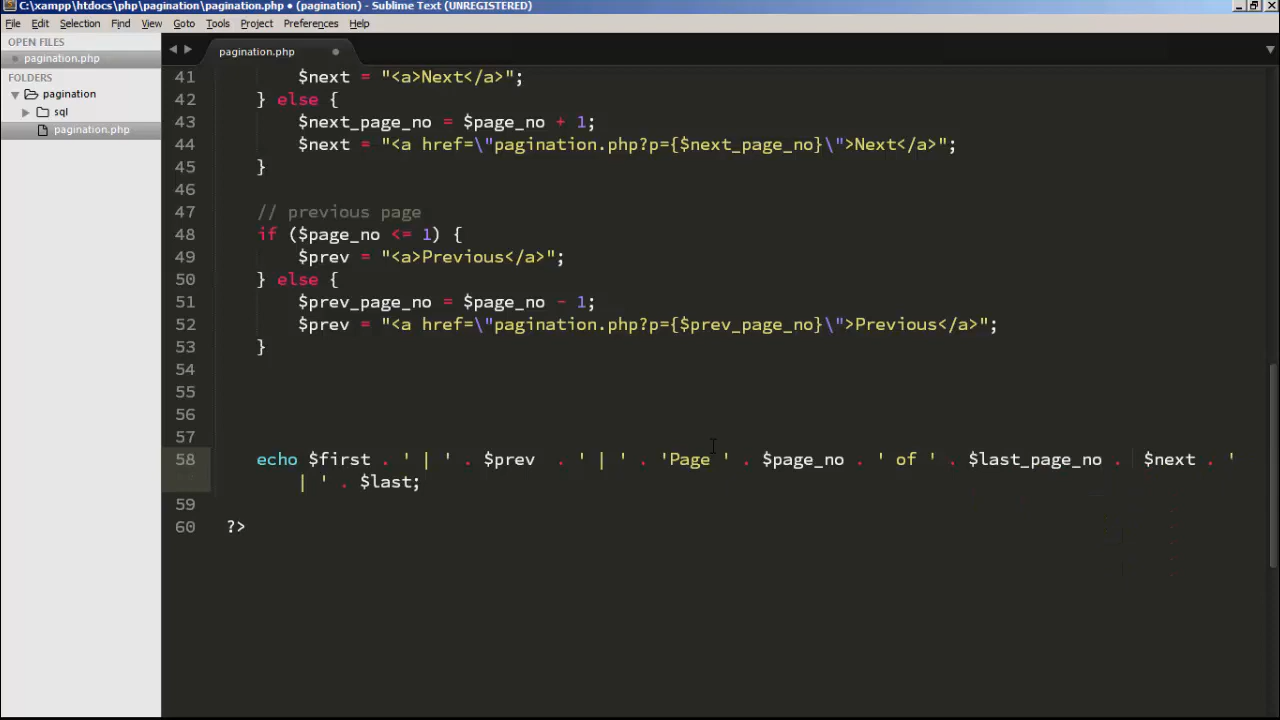 C:\xampp\htdocs\php\pagination\pagination.php • (pagination) - Sublime Text (UNREGISTERED)
File Edit Selection Find View Goto Tools Project Preferences Help
OPEN FILES
pagination.php
FOLDERS
pagination
sql
pagination.php
pagination.php
41 $next = "<a>Next</a>";
42 } else {
43 $next_page_no = $page_no + 1;
44 $next = "<a href=\"pagination.php?p={$next_page_no}\">Next</a>";
45 }
46
47 // previous page
48 if ($page_no <= 1) {
49 $prev = "<a>Previous</a>";
50 } else {
51 $prev_page_no = $page_no - 1;
52 $prev = "<a href=\"pagination.php?p={$prev_page_no}\">Previous</a>";
53 }
54
55
56
57
58 echo $first . ' | ' . $prev  . ' | ' . 'Page ' . $page_no . ' of ' . $last_page_no .  $next . '
| ' . $last;
59
60 ?>